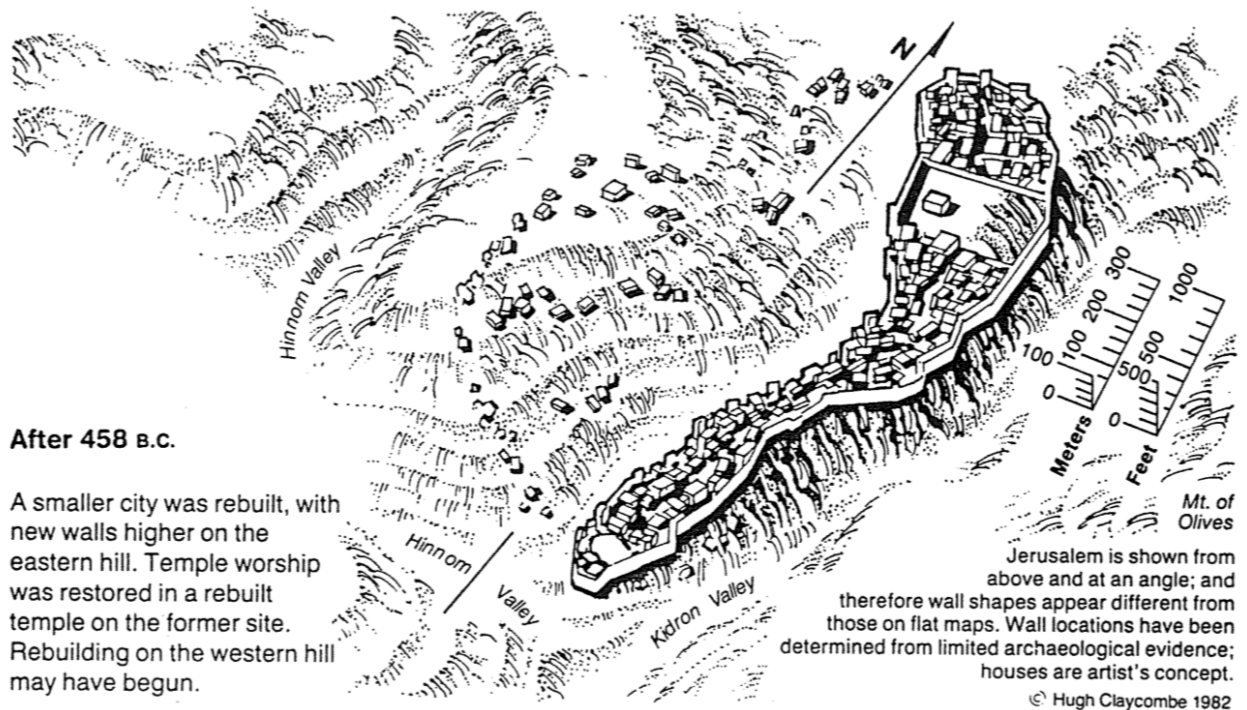 N
Hinnom Valley
300
200
100
100
0
1000
500
500
0
Meters
Feet
Mt. of
Olives
After 458 B.C.
A smaller city was rebuilt, with
new walls higher on the
eastern hill. Temple worship
was restored in a rebuilt
temple on the former site.
Rebuilding on the western hill
may have begun.
Hinnom
Valley
Kidron Valley
Jerusalem is shown from
above and at an angle; and
therefore wall shapes appear different from
those on flat maps. Wall locations have been
determined from limited archaeological evidence;
houses are artist's concept.
© Hugh Claycombe 1982